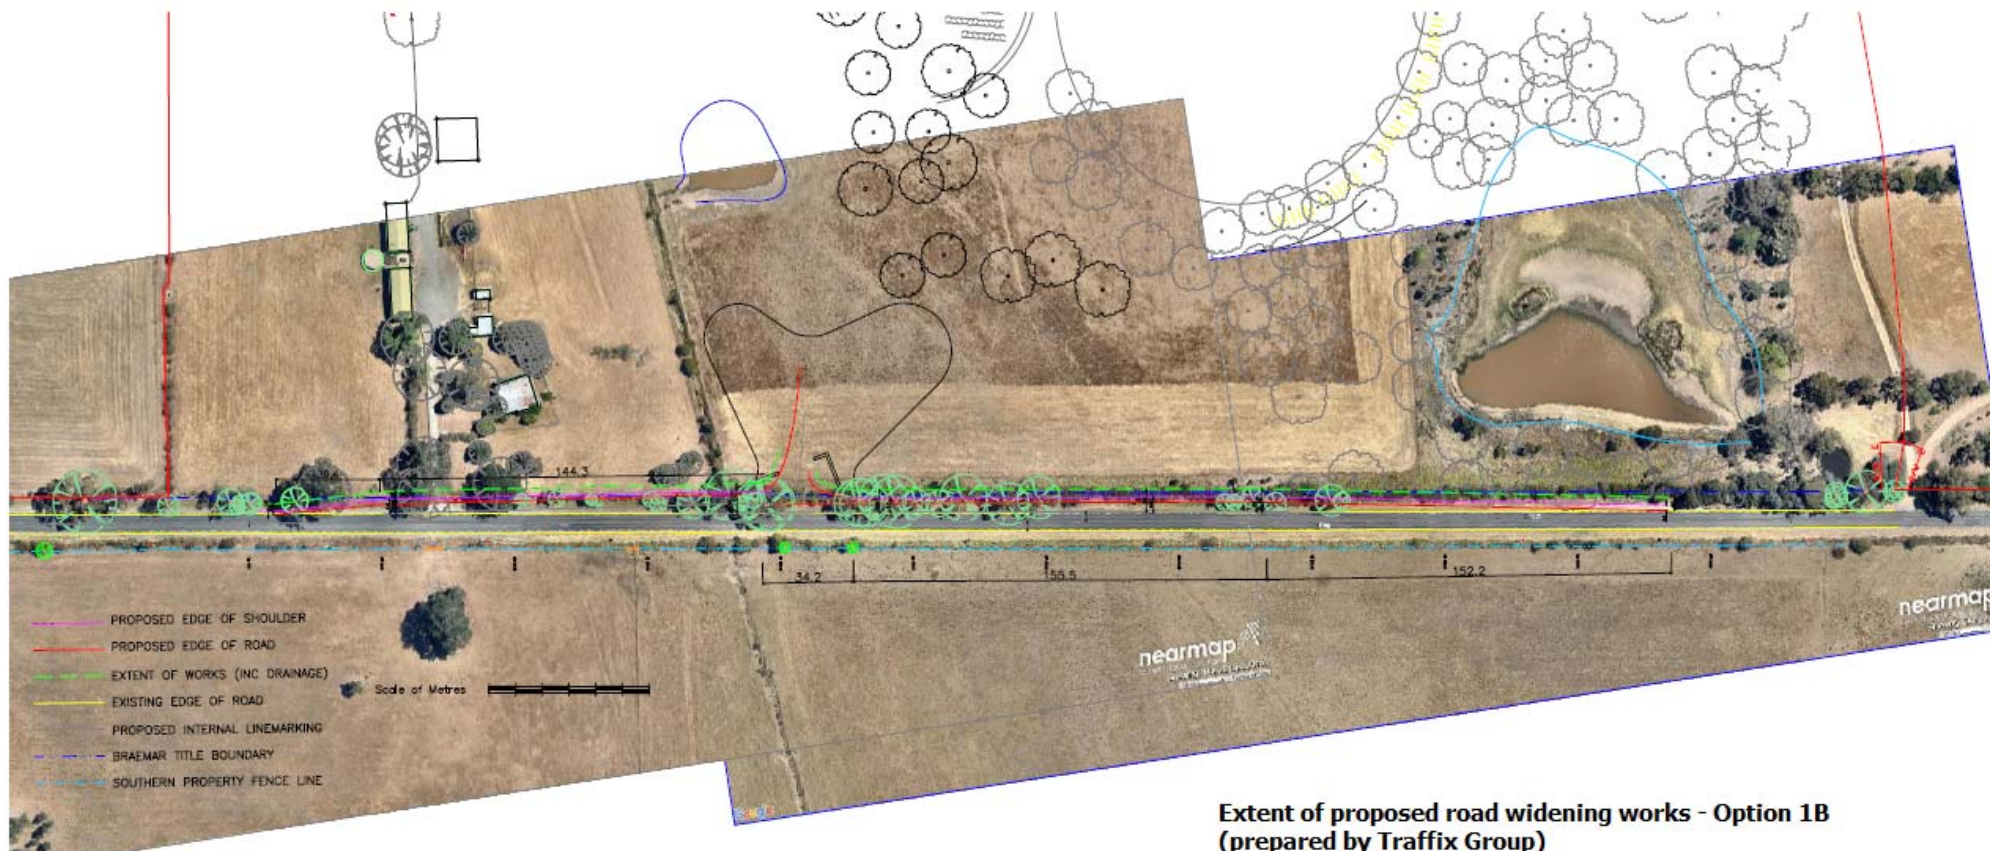 144.3
34.2
155.5
152.2
PROPOSED EDGE OF SHOULDER
PROPOSED EDGE OF ROAD
EXTENT OF WORKS (INC DRAINAGE)
EXISTING EDGE OF ROAD
PROPOSED INTERNAL LINEMARKING
BRAEMAR TITLE BOUNDARY
SOUTHERN PROPERTY FENCE LINE
Scale of Metres
nearmap
nearmap
Google
Extent of proposed road widening works - Option 1B
(prepared by Traffix Group)